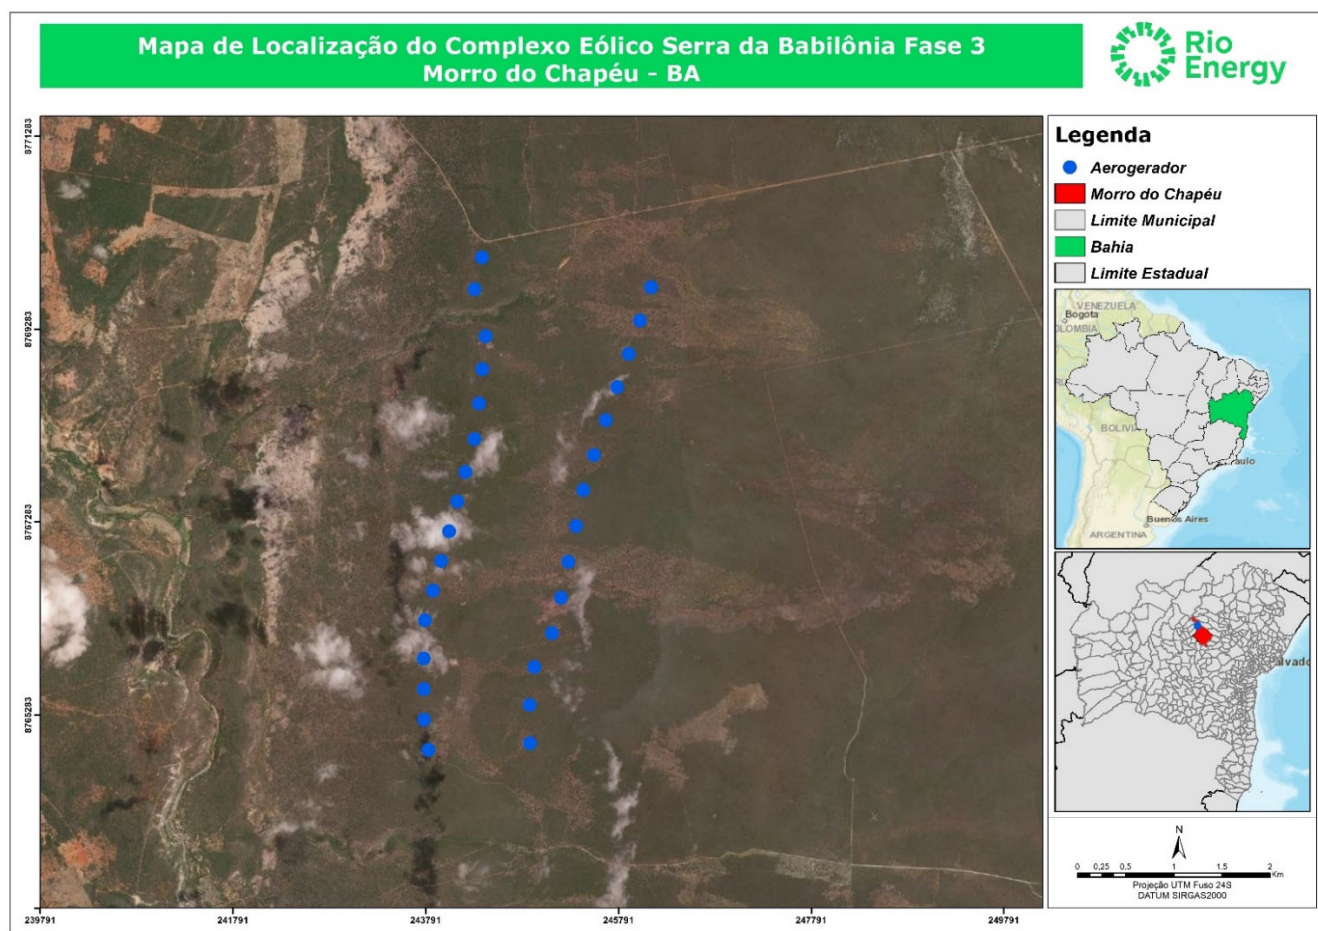 Mapa de Localização do Complexo Eólico Serra da Babilônia Fase 3
Morro do Chapéu - BA
Rio
Energy
8771283
8769283
8767283
8765283
239791
241791
243791
245791
247791
249791
Legenda
Aerogerador
Morro do Chapéu
Limite Municipal
Bahia
Limite Estadual
VENEZUELA
Bogota
OLOMBIA
BOLIVIA
aulo
Buenos Aires
ARGENTINA
alvado
N
0 0,25 0,5 1 1,5 2
Km
Projeção UTM Fuso 24S
DATUM SIRGAS2000